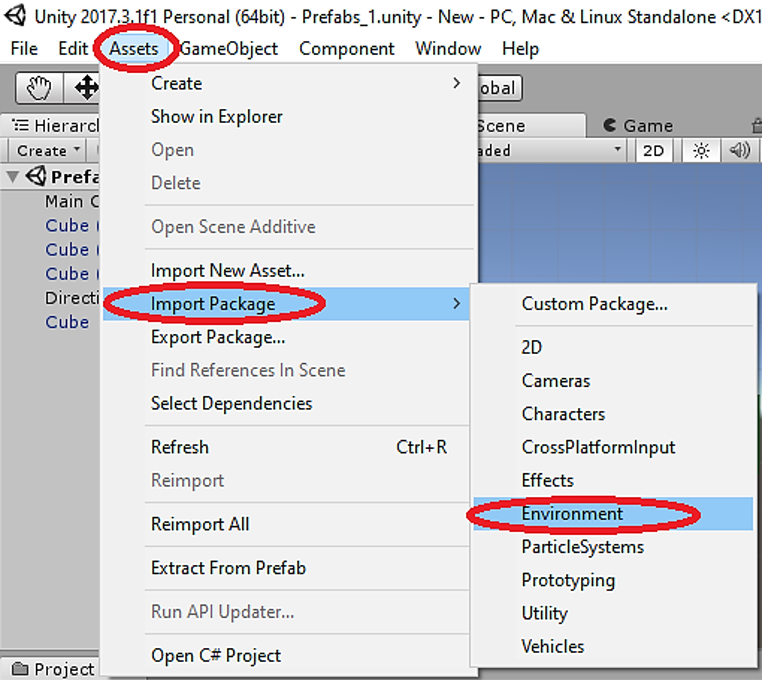 Unity 2017.3.1f1 Personal (64bit) - Prefabs_1.unity - New - PC, Mac & Linux Standalone <DX1
File Edit Assets GameObject Component Window Help
Create
Show in Explorer
Open
Delete
Open Scene Additive
Import New Asset...
Import Package
Export Package...
Find References In Scene
Select Dependencies
Refresh Ctrl+R
Reimport
Reimport All
Extract From Prefab
Run API Updater...
Open C# Project
Custom Package...
2D
Cameras
Characters
CrossPlatformInput
Effects
Environment
ParticleSystems
Prototyping
Utility
Vehicles
obal
Scene Game
aded 2D
Hierarc
Create
Prefa
Main C
Cube (
Cube (
Cube (
Directi
Cube
Project